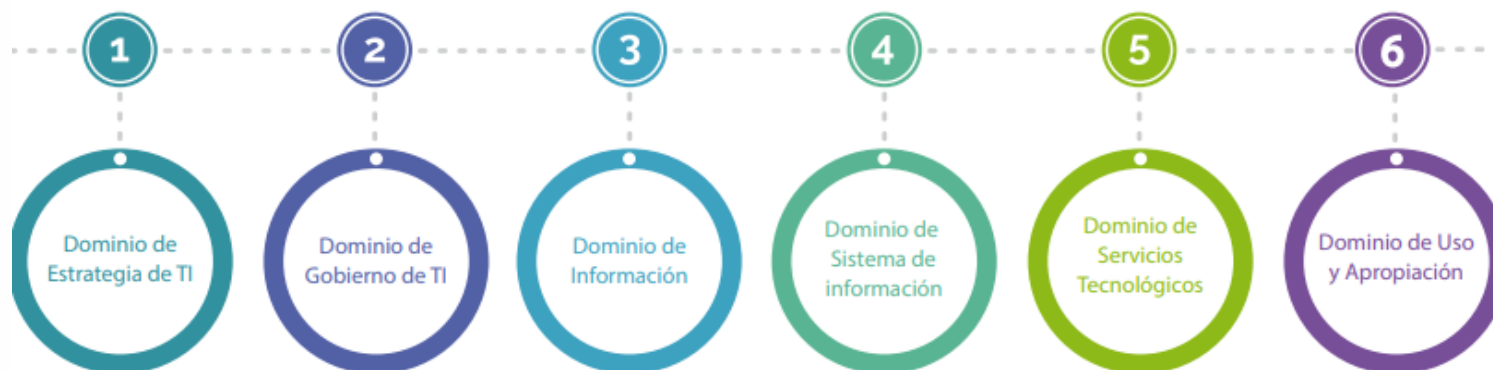 1
2
3
4
5
6
Dominio de
Estrategia de TI
Dominio de
Gobierno de TI
Dominio de
Información
Dominio de
Sistema de
información
Dominio de
Servicios
Tecnológicos
Dominio de Uso
y Apropiación